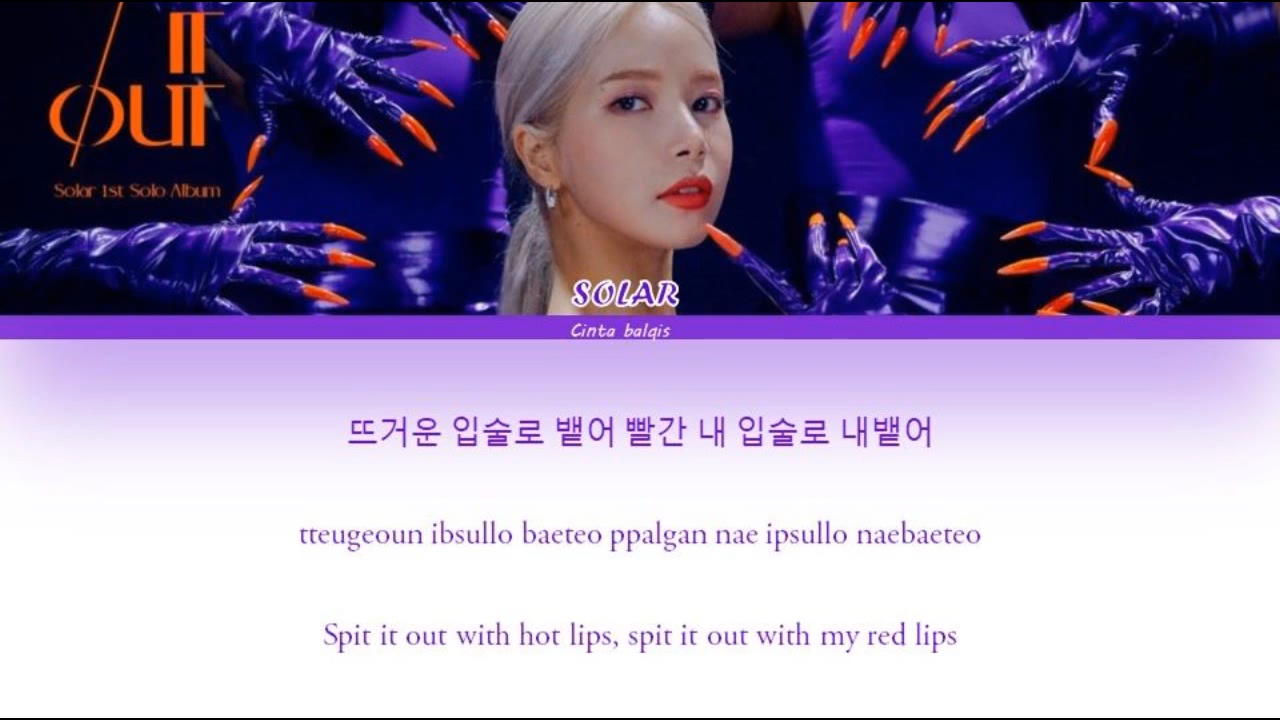 IT
OUT
Solar 1st Solo Album
SOLAR
Cinta balqis
뜨거운 입술로 뱉어 빨간 내 입술로 내뱉어
tteugeoun ibsullo baeteo ppalgan nae ipsullo naebaeteo
Spit it out with hot lips, spit it out with my red lips